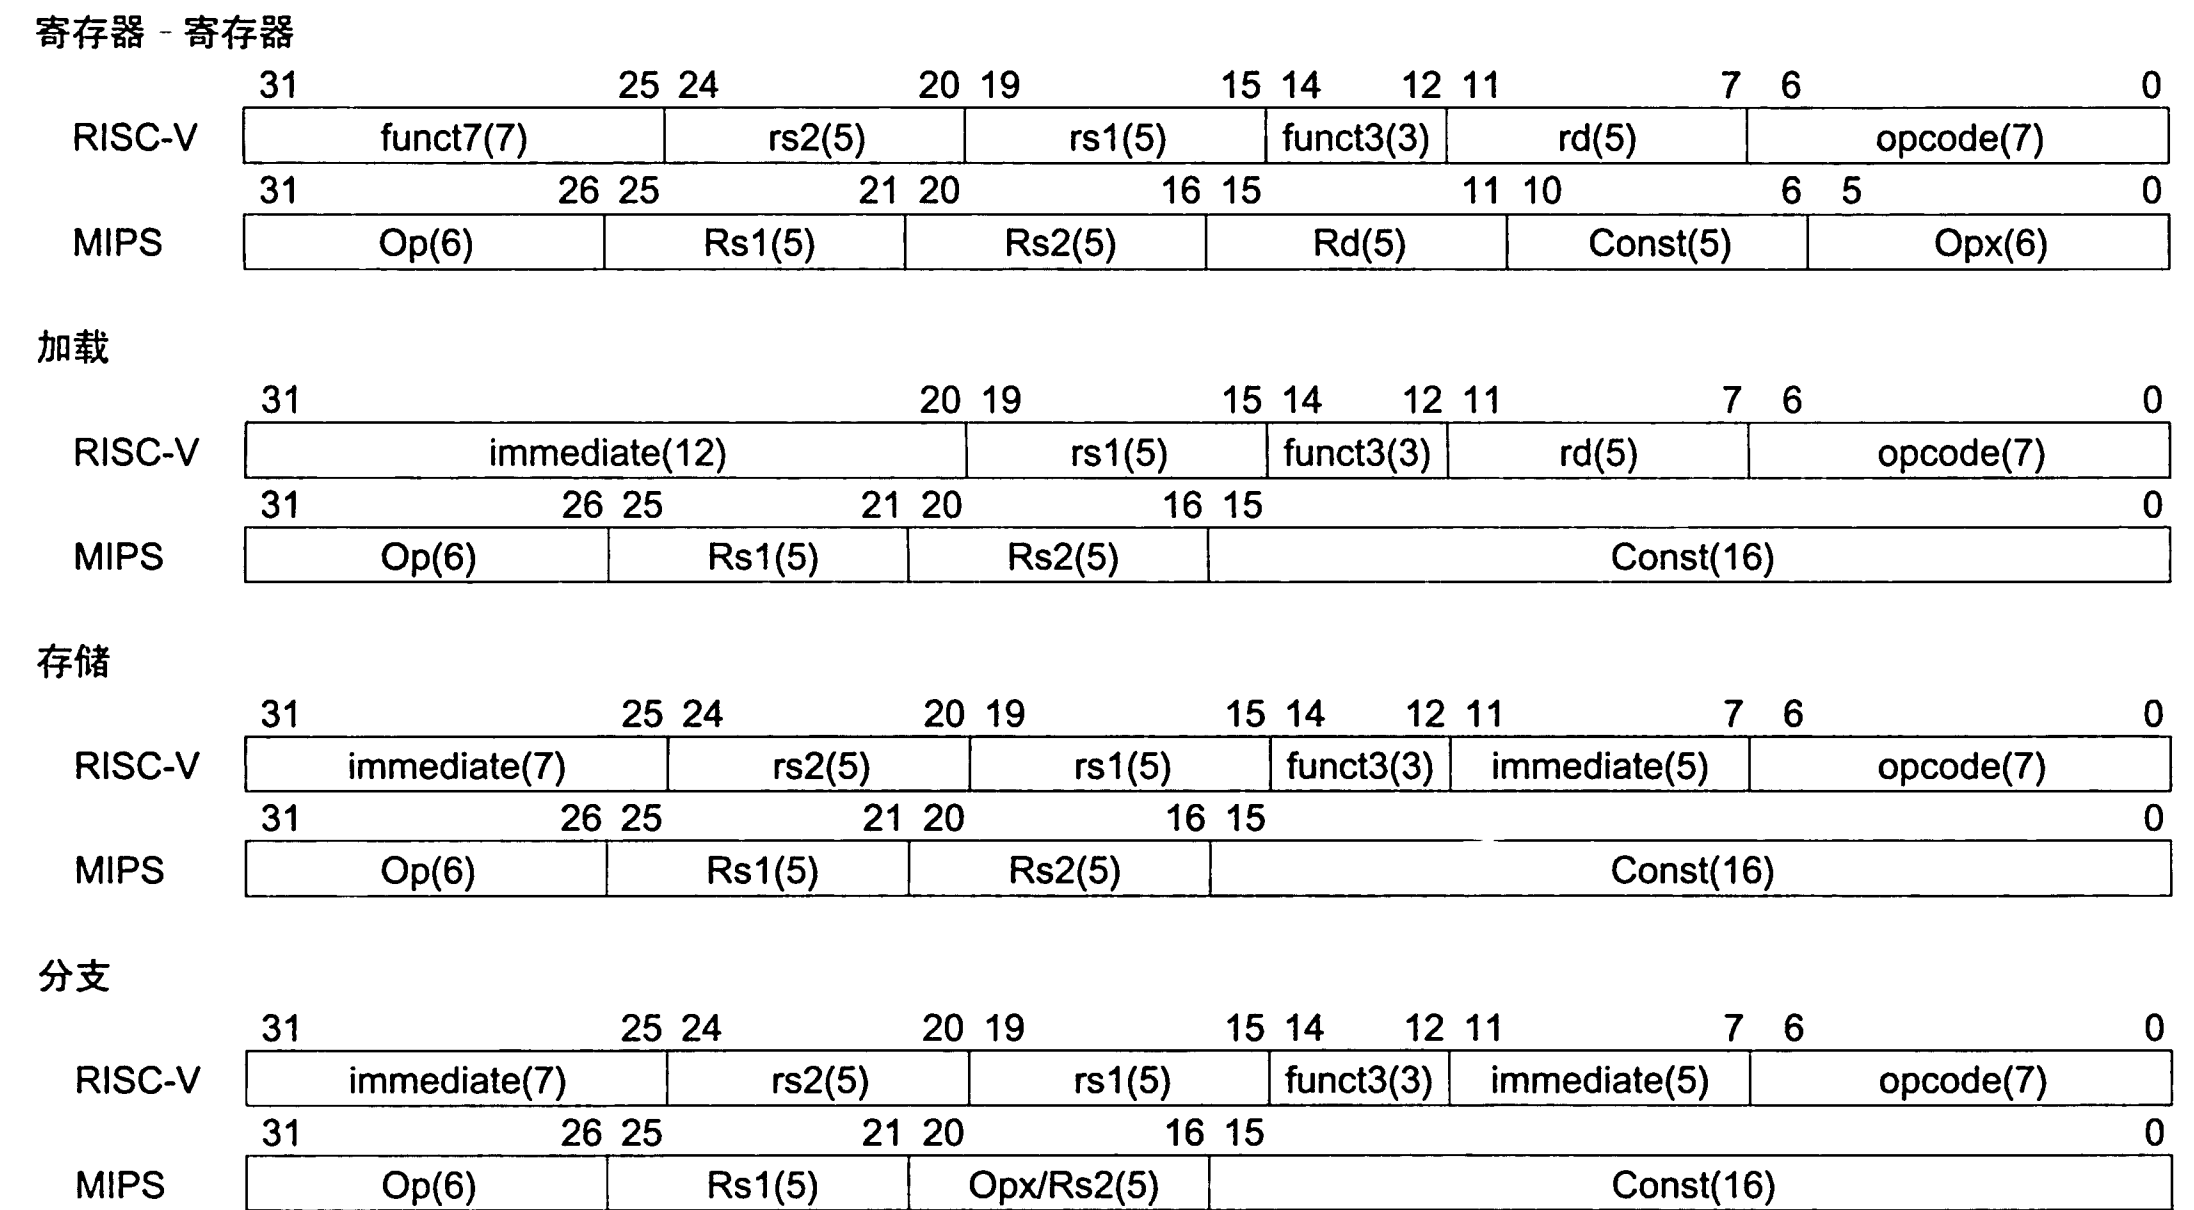 寄存器 - 寄存器
31 25 24 20 19 15 14 12 11 7 6 0
RISC-V funct7(7) rs2(5) rs1(5) funct3(3) rd(5) opcode(7)
31 26 25 21 20 16 15 11 10 6 5 0
MIPS Op(6) Rs1(5) Rs2(5) Rd(5) Const(5) Opx(6)
加载
31 20 19 15 14 12 11 7 6 0
RISC-V immediate(12) rs1(5) funct3(3) rd(5) opcode(7)
31 26 25 21 20 16 15 0
MIPS Op(6) Rs1(5) Rs2(5) Const(16)
存储
31 25 24 20 19 15 14 12 11 7 6 0
RISC-V immediate(7) rs2(5) rs1(5) funct3(3) immediate(5) opcode(7)
31 26 25 21 20 16 15 0
MIPS Op(6) Rs1(5) Rs2(5) Const(16)
分支
31 25 24 20 19 15 14 12 11 7 6 0
RISC-V immediate(7) rs2(5) rs1(5) funct3(3) immediate(5) opcode(7)
31 26 25 21 20 16 15 0
MIPS Op(6) Rs1(5) Opx/Rs2(5) Const(16)